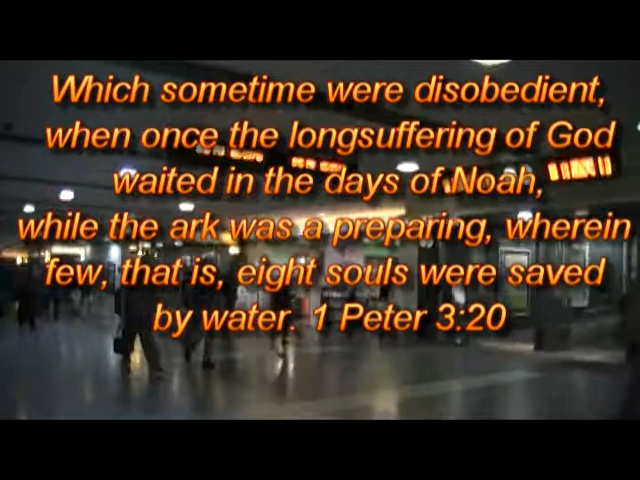 Which sometime were disobedient,
when once the longsuffering of God
waited in the days of Noah,
while the ark was a preparing, wherein
few, that is, eight souls were saved
by water. 1 Peter 3:20